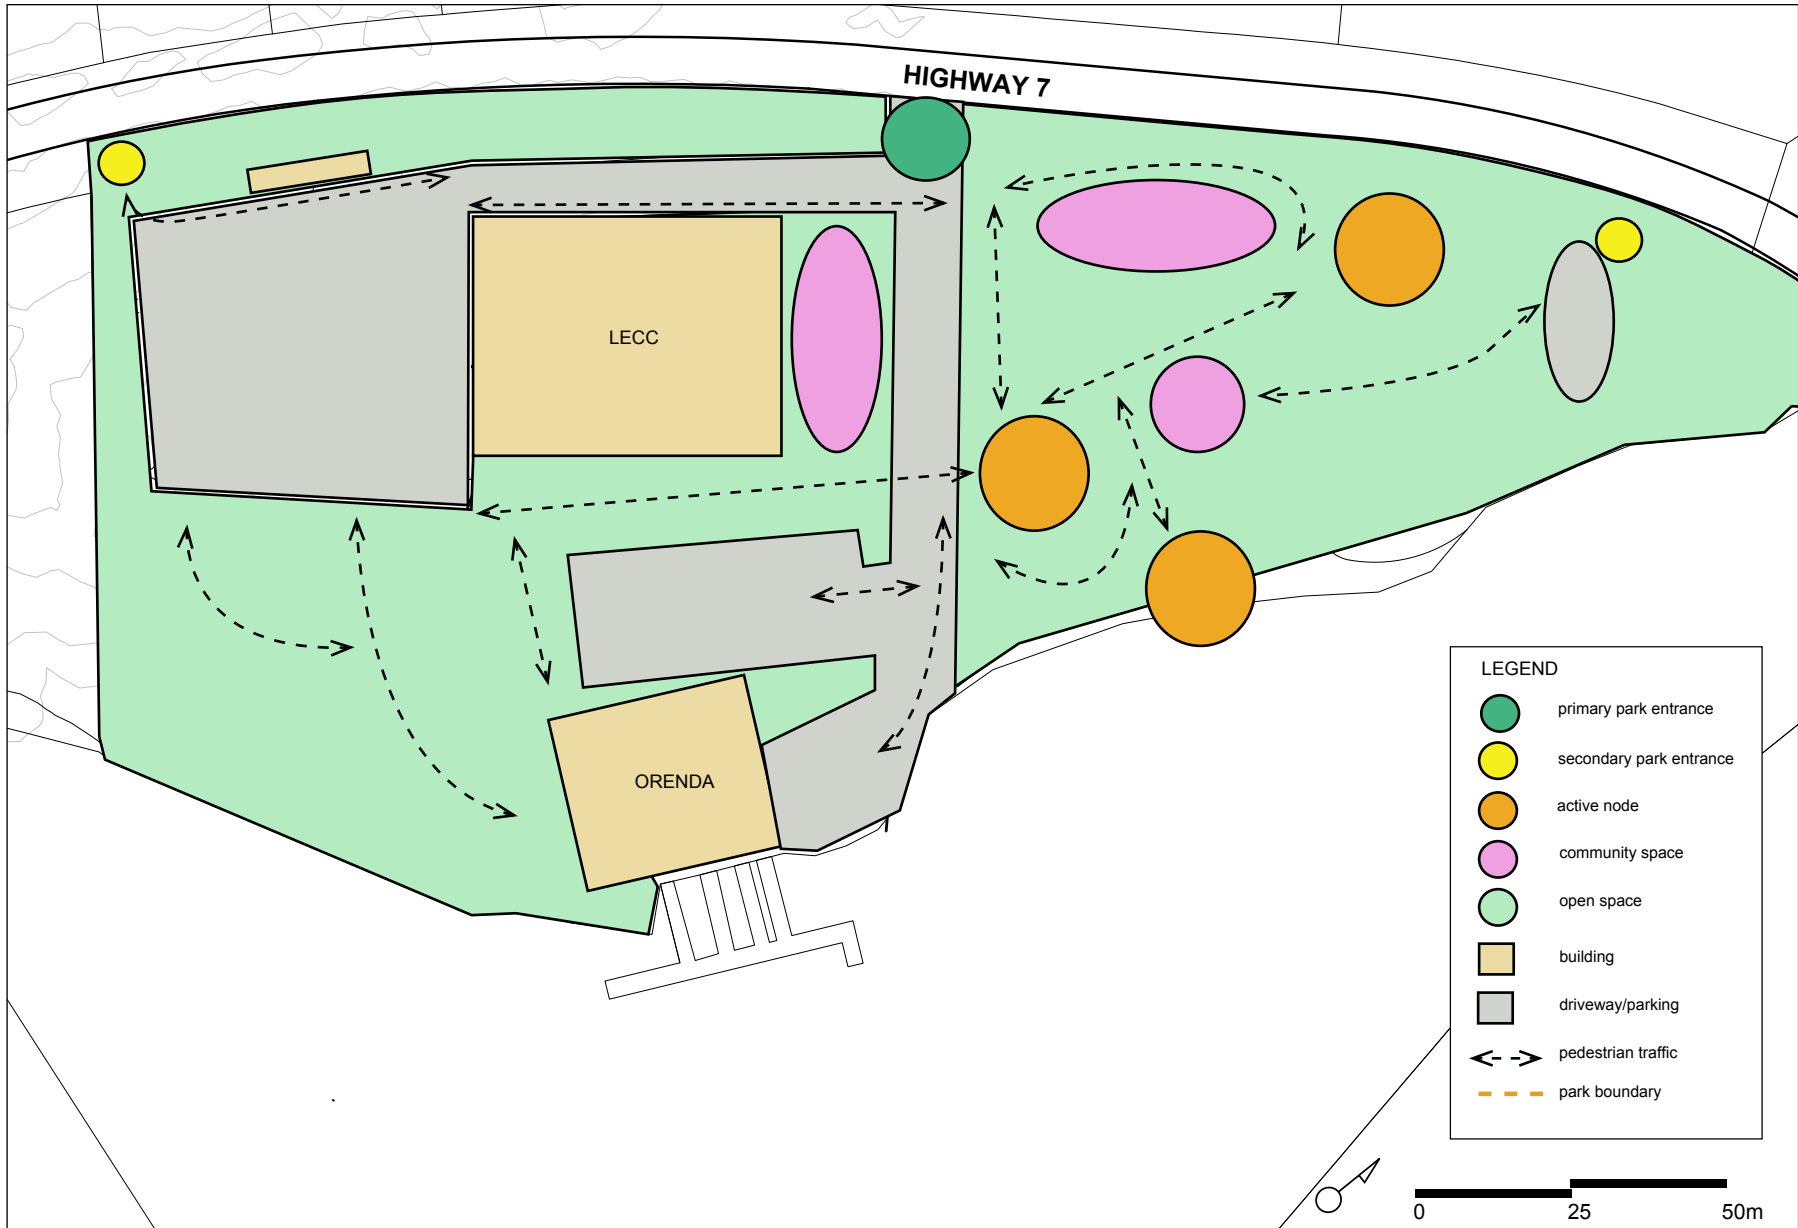 HIGHWAY 7
LECC
ORENDA
LEGEND
primary park entrance
secondary park entrance
active node
community space
open space
building
driveway/parking
pedestrian traffic
park boundary
0 25 50m